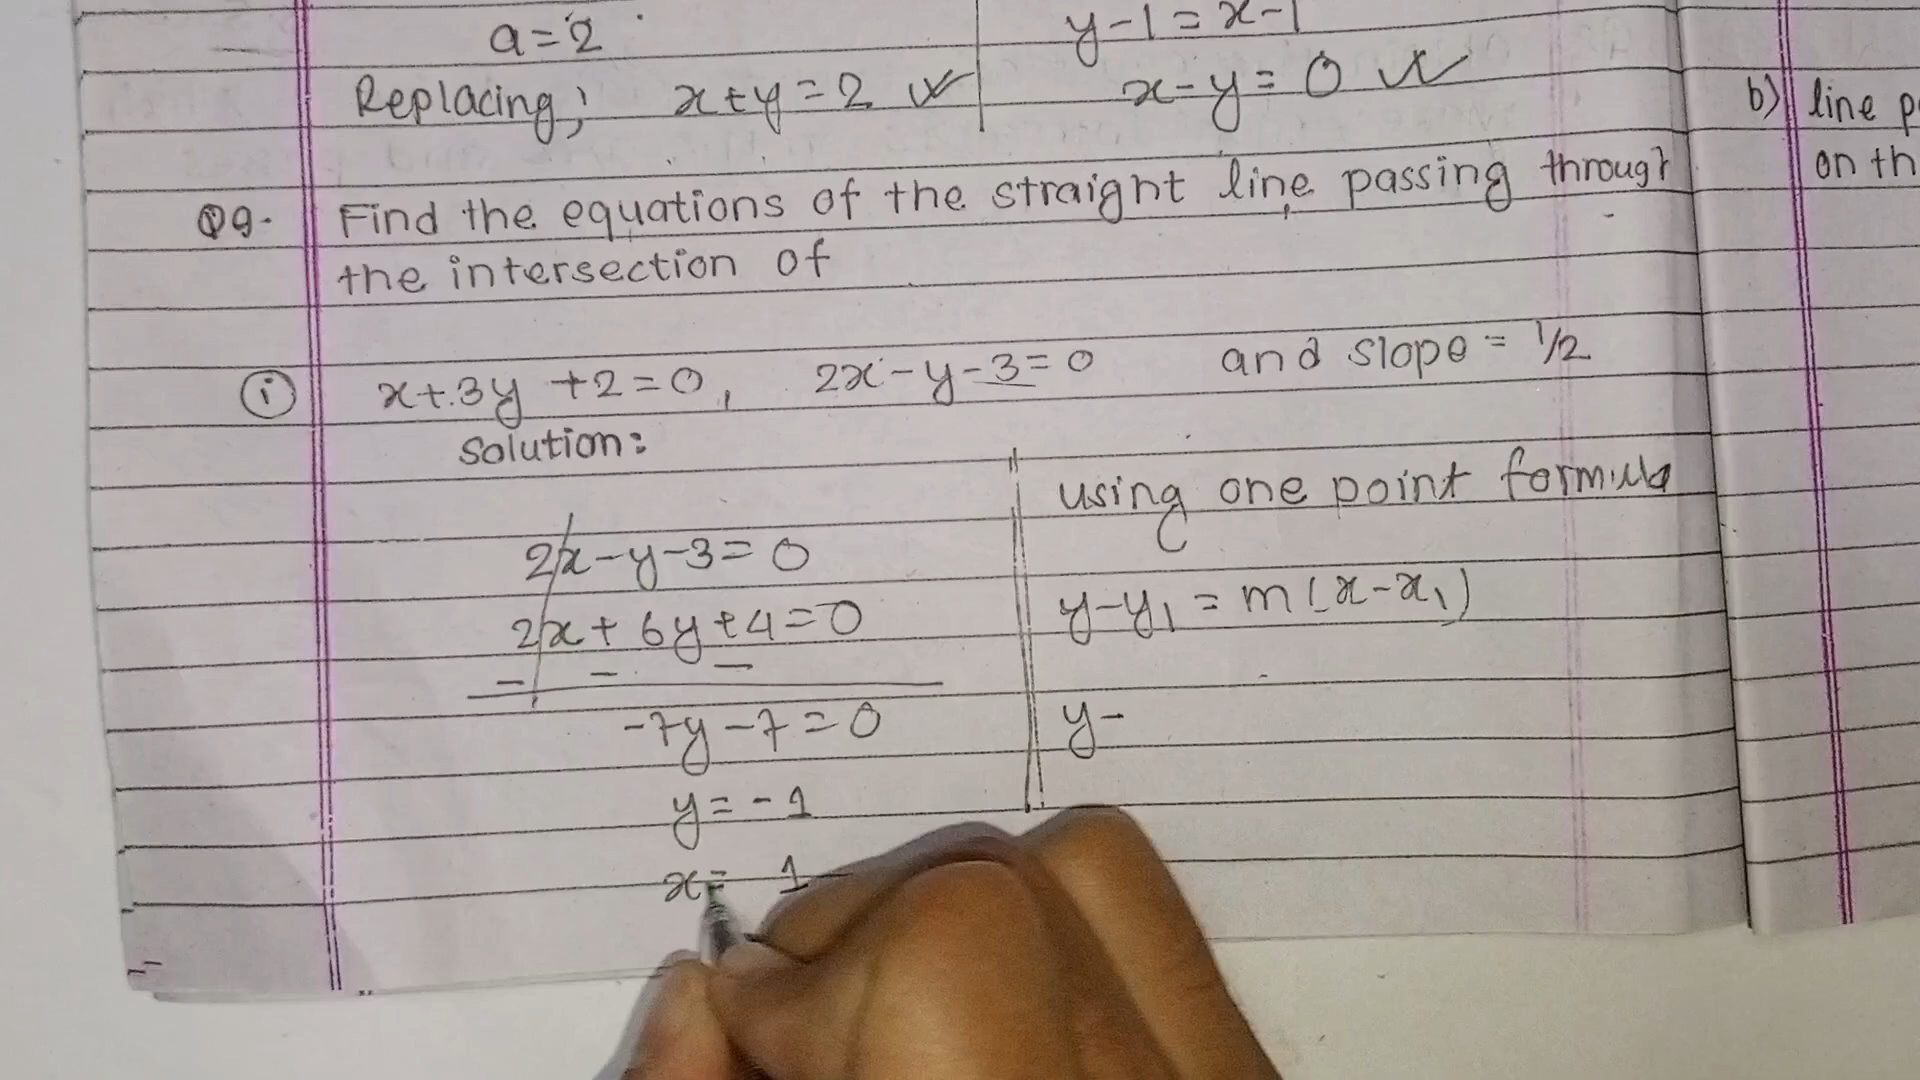 a=2
Replacing; x+y=2
y-1=x-1
x-y=0
Q9. Find the equations of the straight line passing through
the intersection of
i x+3y+2=0, 2x-y-3=0 and slope = 1/2
solution:
2x-y-3=0
2x+6y+4=0
- - -
-7y-7=0
y=-1
x= 1
using one point formula
y-y₁=m(x-x₁)
y-
b) line
on th